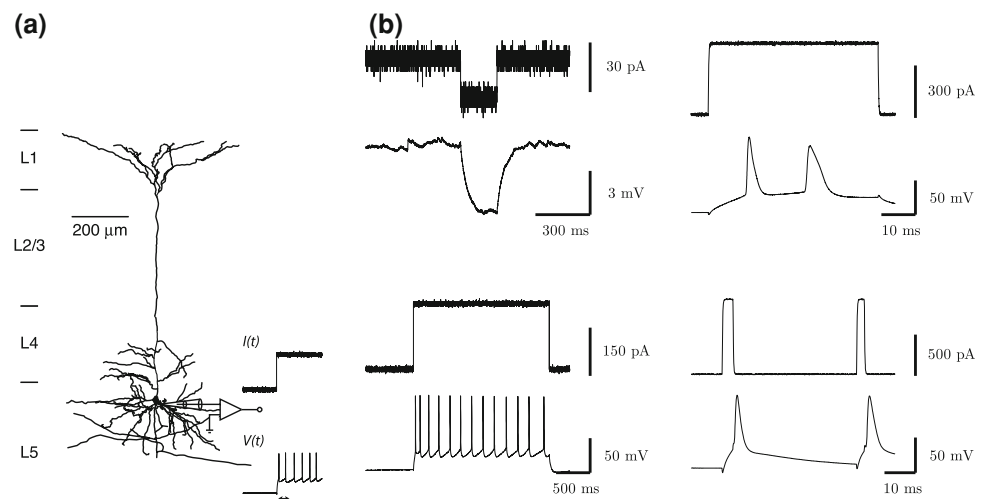 (a)
L1
200 μm
L2/3
L4
I(t)
L5
V(t)
(b)
30 pA
3 mV
300 ms
300 pA
50 mV
10 ms
150 pA
50 mV
500 ms
500 pA
50 mV
10 ms